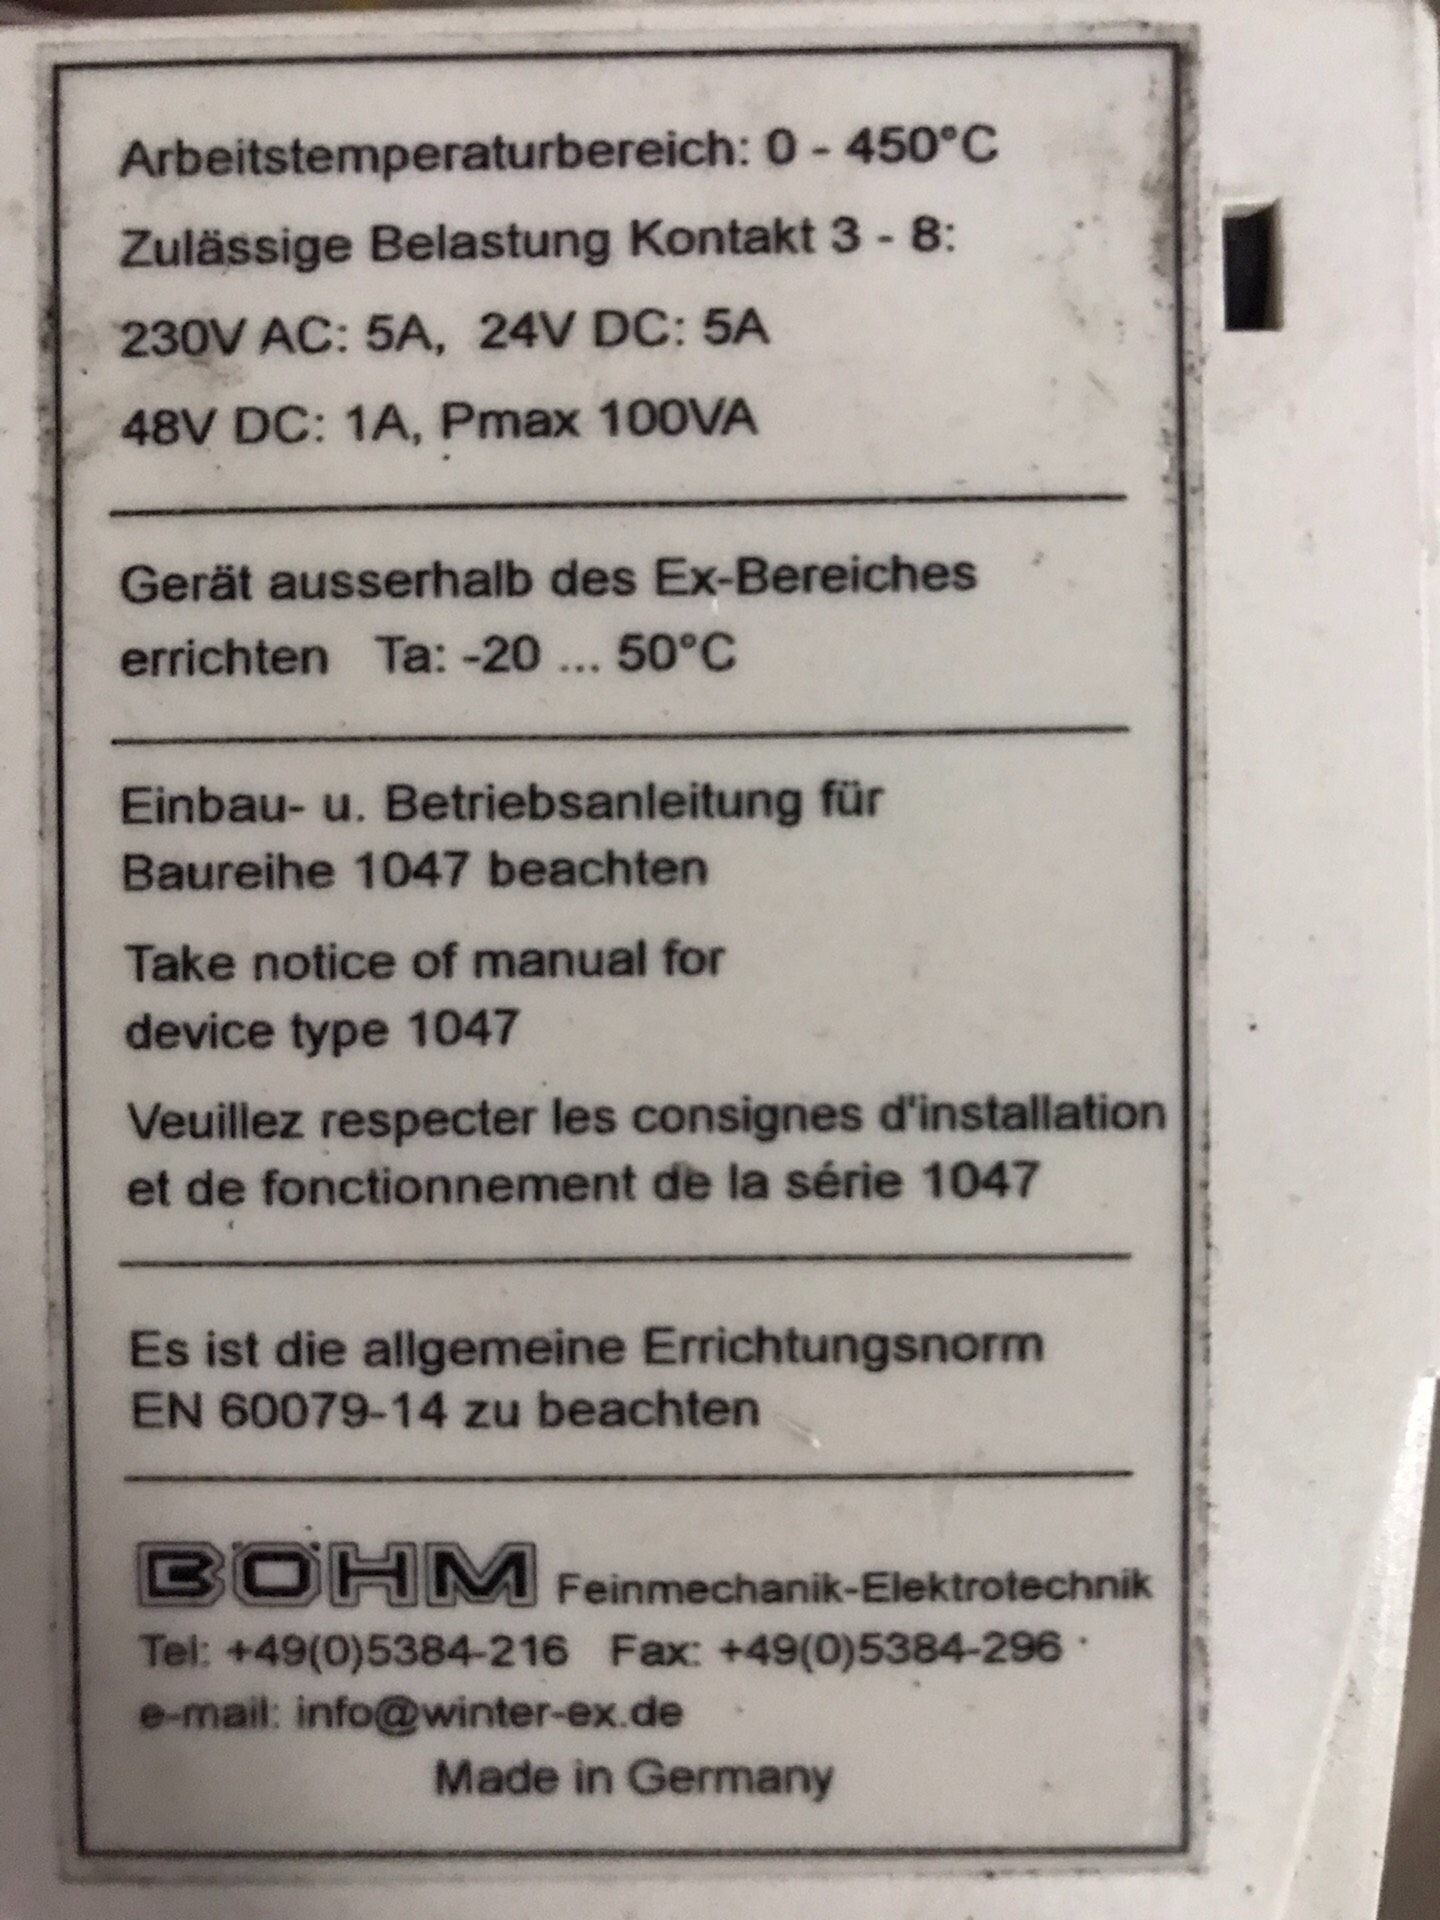 Arbeitstemperaturbereich: 0 - 450°C
Zulässige Belastung Kontakt 3 - 8:
230V AC: 5A, 24V DC: 5A
48V DC: 1A, Pmax 100VA
Gerät ausserhalb des Ex-Bereiches
errichten Ta: -20 ... 50°C
Einbau- u. Betriebsanleitung für
Baureihe 1047 beachten
Take notice of manual for
device type 1047
Veuillez respecter les consignes d'installation
et de fonctionnement de la série 1047
Es ist die allgemeine Errichtungsnorm
EN 60079-14 zu beachten
BÖHM Feinmechanik-Elektrotechnik
Tel: +49(0)5384-216 Fax: +49(0)5384-296
e-mail: info@winter-ex.de
Made in Germany